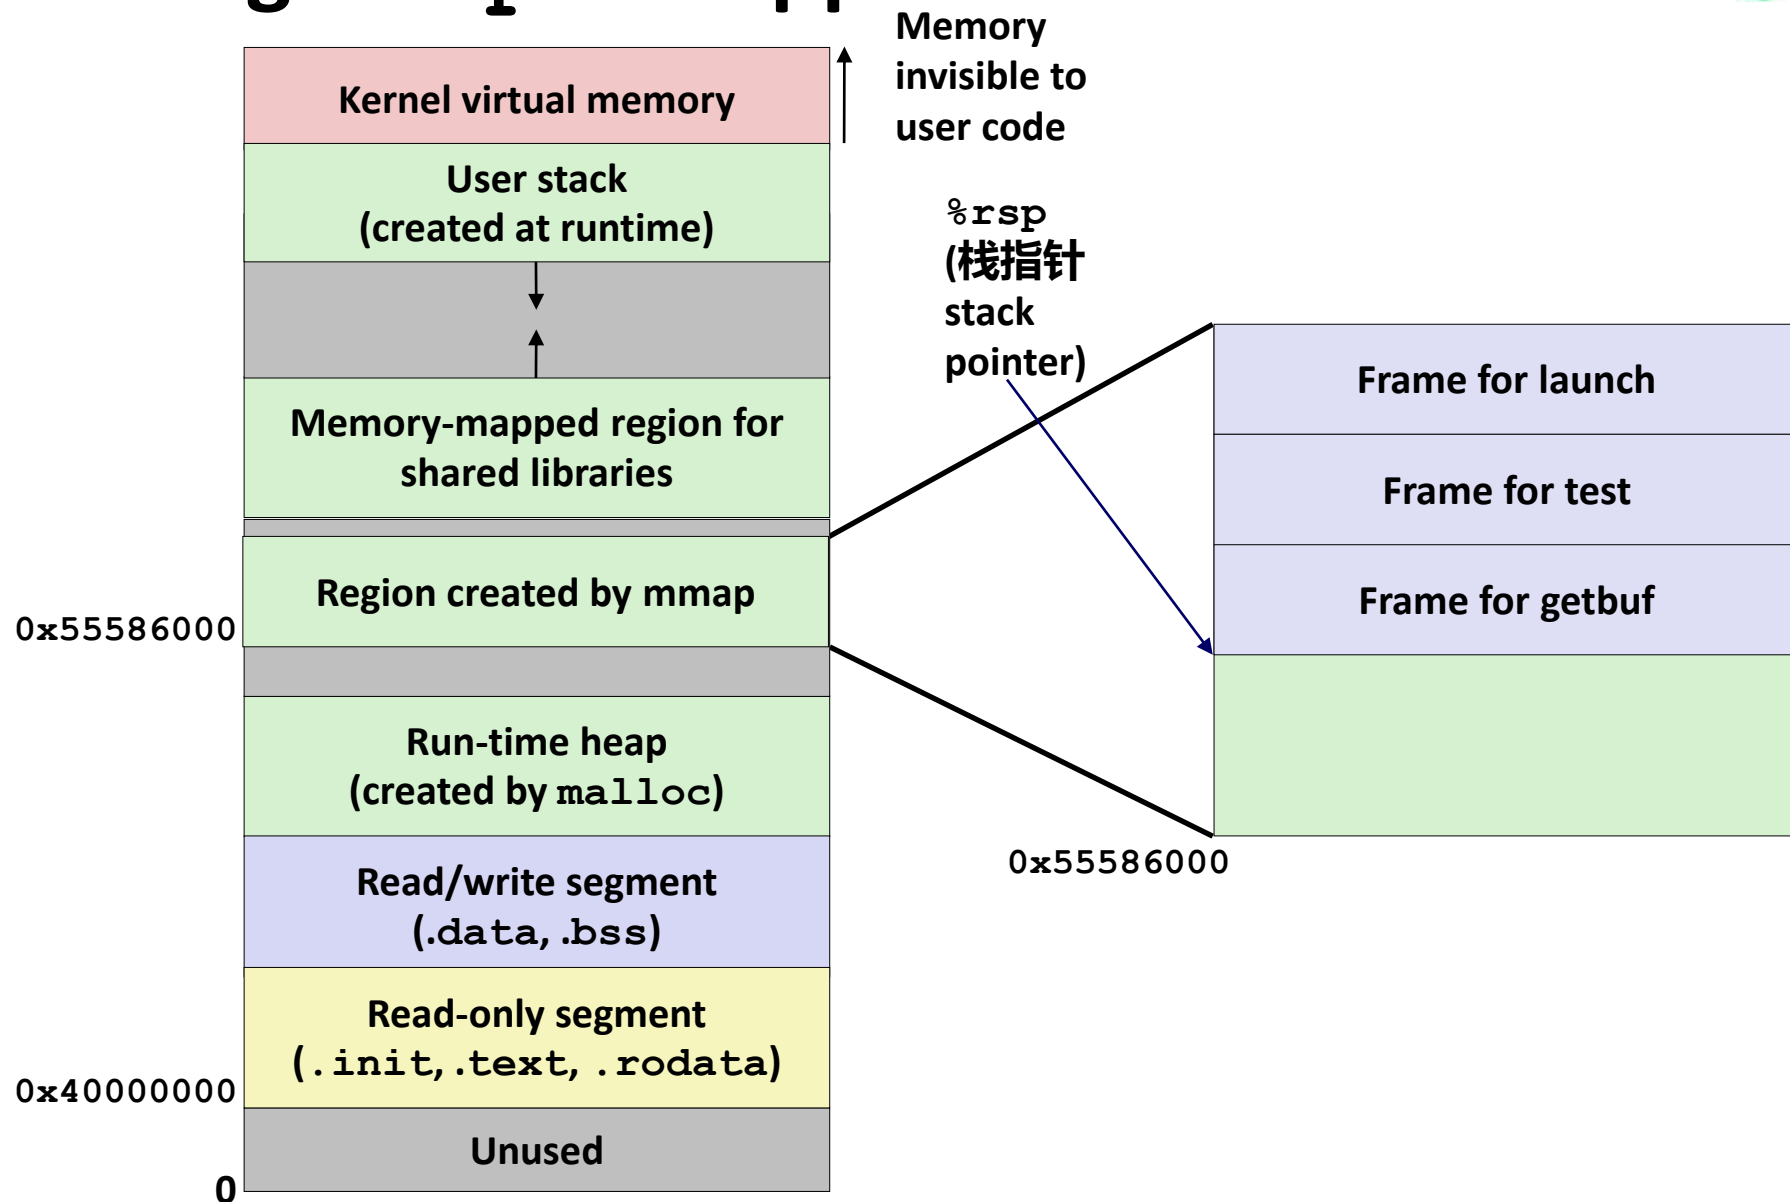 Memory
invisible to
user code
Kernel virtual memory
User stack
(created at runtime)
%rsp
(栈指针
stack
pointer)
Memory-mapped region for
shared libraries
Region created by mmap
0x55586000
Frame for launch
Frame for test
Frame for getbuf
0x55586000
Run-time heap
(created by malloc)
Read/write segment
(.data, .bss)
Read-only segment
(.init, .text, .rodata)
0x40000000
Unused
0